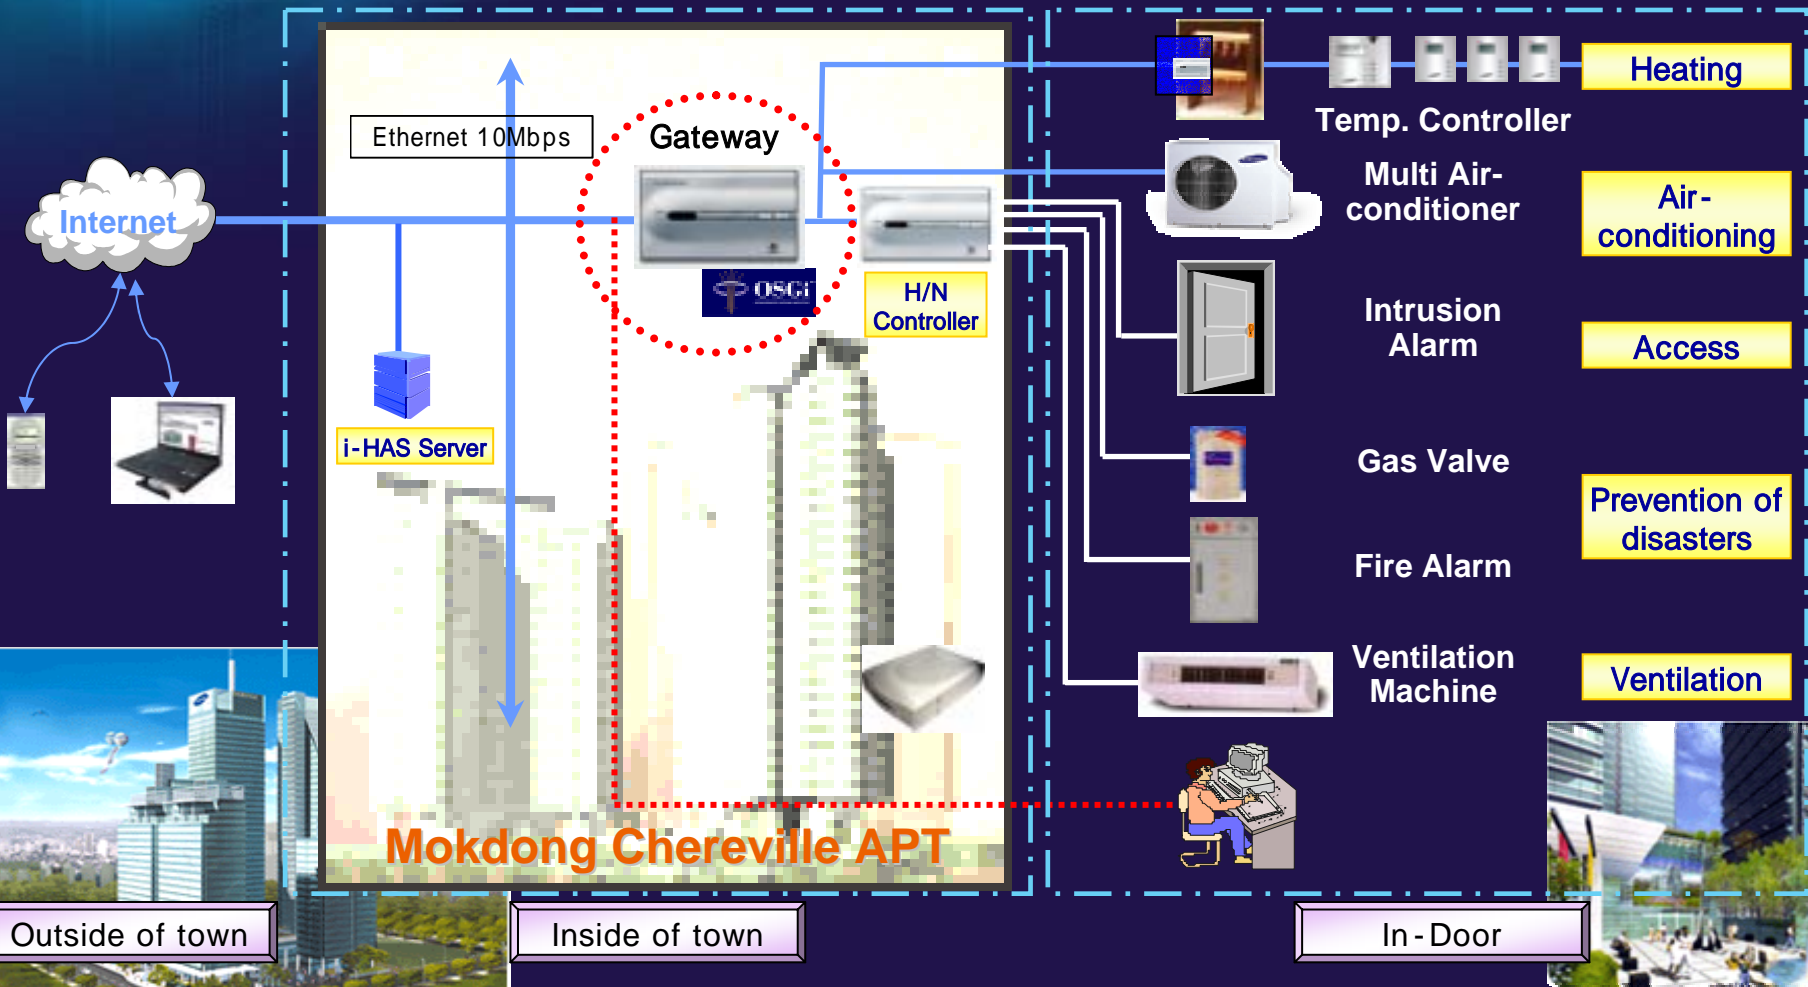 Ethernet 10Mbps
Gateway
Internet
OSGi
H/N
Controller
i-HAS Server
Mokdong Chereville APT
Heating
Temp. Controller
Multi Air-
conditioner
Air-
conditioning
Intrusion
Alarm
Access
Gas Valve
Prevention of
disasters
Fire Alarm
Ventilation
Machine
Ventilation
Outside of town
Inside of town
In-Door